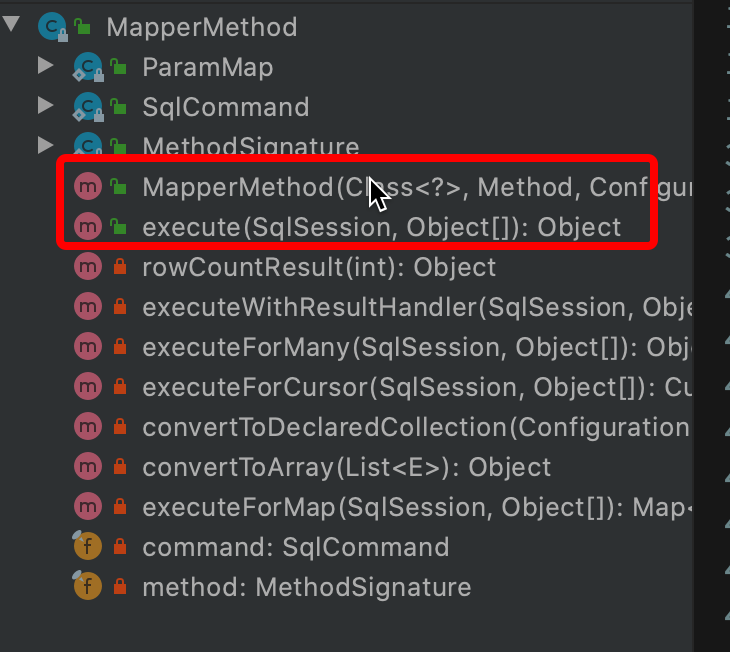 MapperMethod
ParamMap
SqlCommand
MethodSignature
MapperMethod(Class<?>, Method, Configu
execute(SqlSession, Object[]): Object
rowCountResult(int): Object
executeWithResultHandler(SqlSession, Obje
executeForMany(SqlSession, Object[]): Obj
executeForCursor(SqlSession, Object[]): Cu
convertToDeclaredCollection(Configuration
convertToArray(List<E>): Object
executeForMap(SqlSession, Object[]): Map<
command: SqlCommand
method: MethodSignature